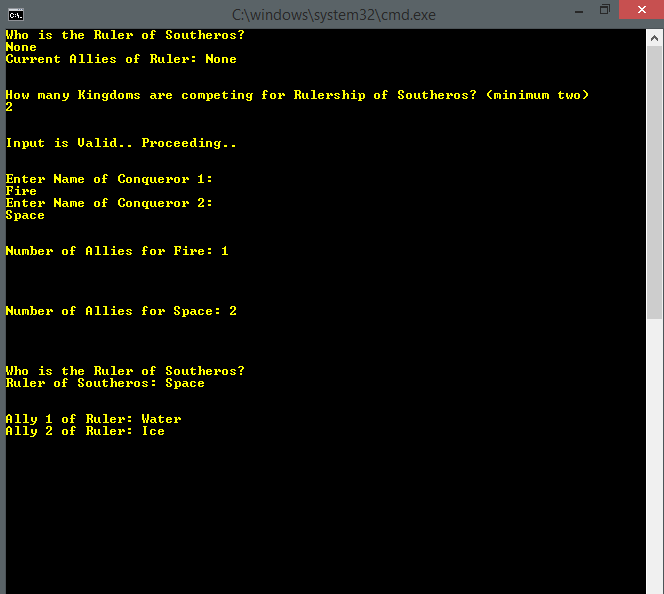 C:\windows\system32\cmd.exe
Who is the Ruler of Southeros?
None
Current Allies of Ruler: None
How many Kingdoms are competing for Rulership of Southeros? (minimum two)
2
Input is Valid.. Proceeding..
Enter Name of Conqueror 1:
Fire
Enter Name of Conqueror 2:
Space
Number of Allies for Fire: 1
Number of Allies for Space: 2
Who is the Ruler of Southeros?
Ruler of Southeros: Space
Ally 1 of Ruler: Water
Ally 2 of Ruler: Ice